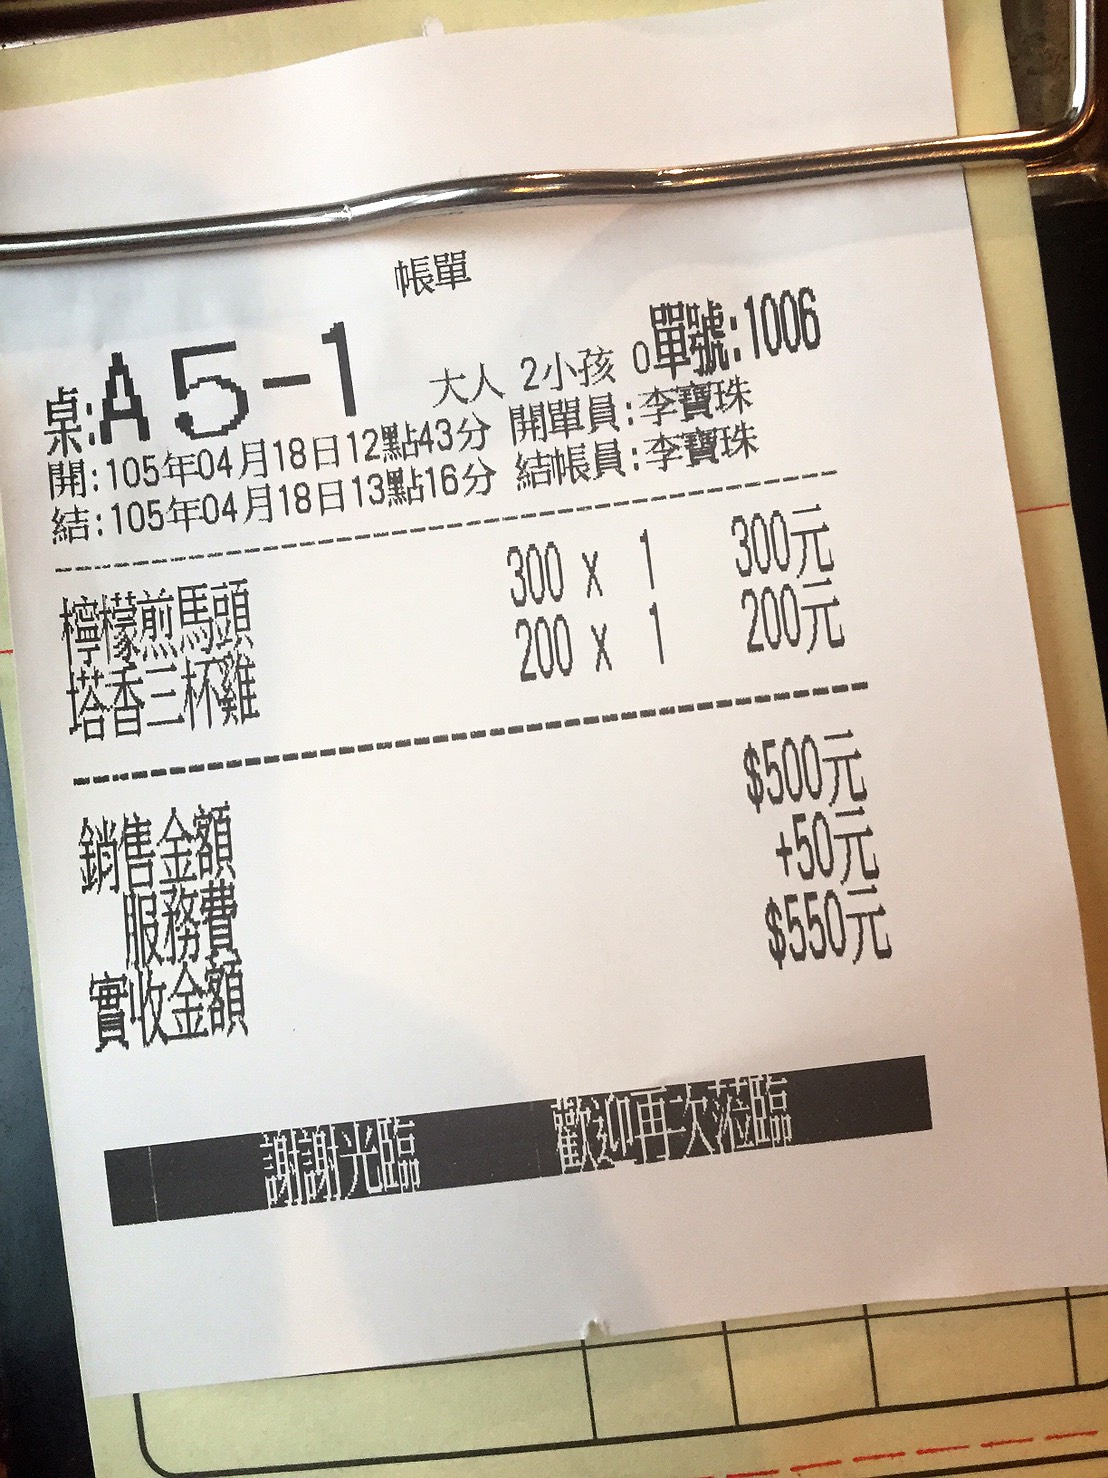 帳單
桌:A5-1 大人 2小孩 0單號:1006
開:105年04月18日12點43分 開單員:李寶珠
結:105年04月18日13點16分 結帳員:李寶珠
檸檬煎馬頭 300 x 1 300元
塔香三杯雞 200 x 1 200元
銷售金額 $500元
服務費 +50元
實收金額 $550元
謝謝光臨 歡迎再次蒞臨